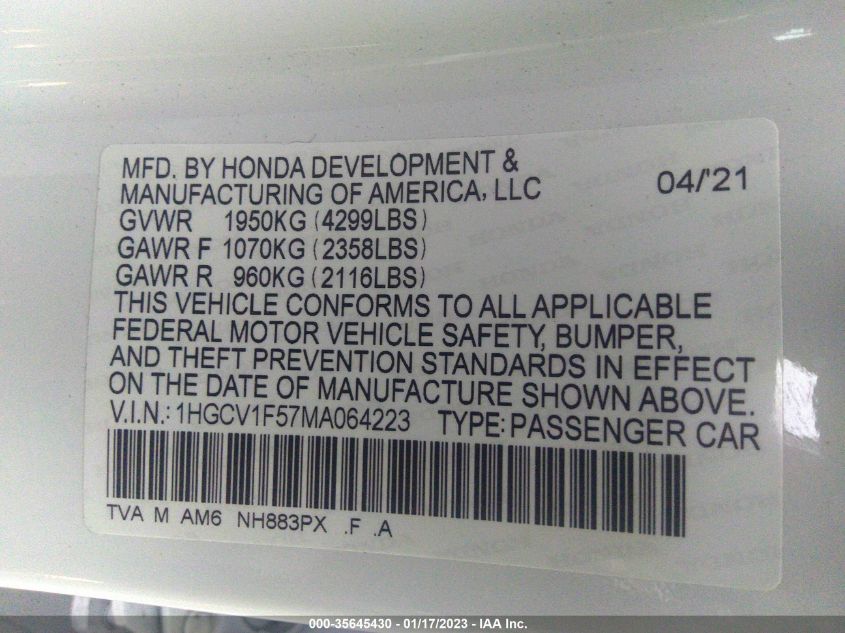 MFD. BY HONDA DEVELOPMENT &
MANUFACTURING OF AMERICA, LLC 04/'21
GVWR 1950KG (4299LBS)
GAWR F 1070KG (2358LBS)
GAWR R 960KG (2116LBS)
THIS VEHICLE CONFORMS TO ALL APPLICABLE
FEDERAL MOTOR VEHICLE SAFETY, BUMPER,
AND THEFT PREVENTION STANDARDS IN EFFECT
ON THE DATE OF MANUFACTURE SHOWN ABOVE.
V.I.N.: 1HGCV1F57MA064223 TYPE: PASSENGER CAR
TVA M AM6 NH883PX .F .A
000-35645430 - 01/17/2023 - IAA Inc.